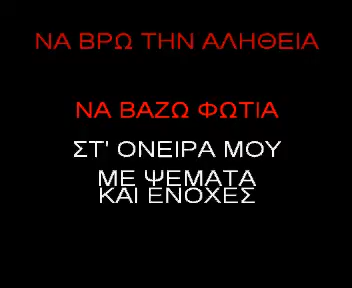 ΝΑ ΒΡΩ ΤΗΝ ΑΛΗΘΕΙΑ
ΝΑ ΒΑΖΩ ΦΩΤΙΑ
ΣΤ' ΟΝΕΙΡΑ ΜΟΥ
ΜΕ ΨΕΜΑΤΑ
ΚΑΙ ΕΝΟΧΕΣ